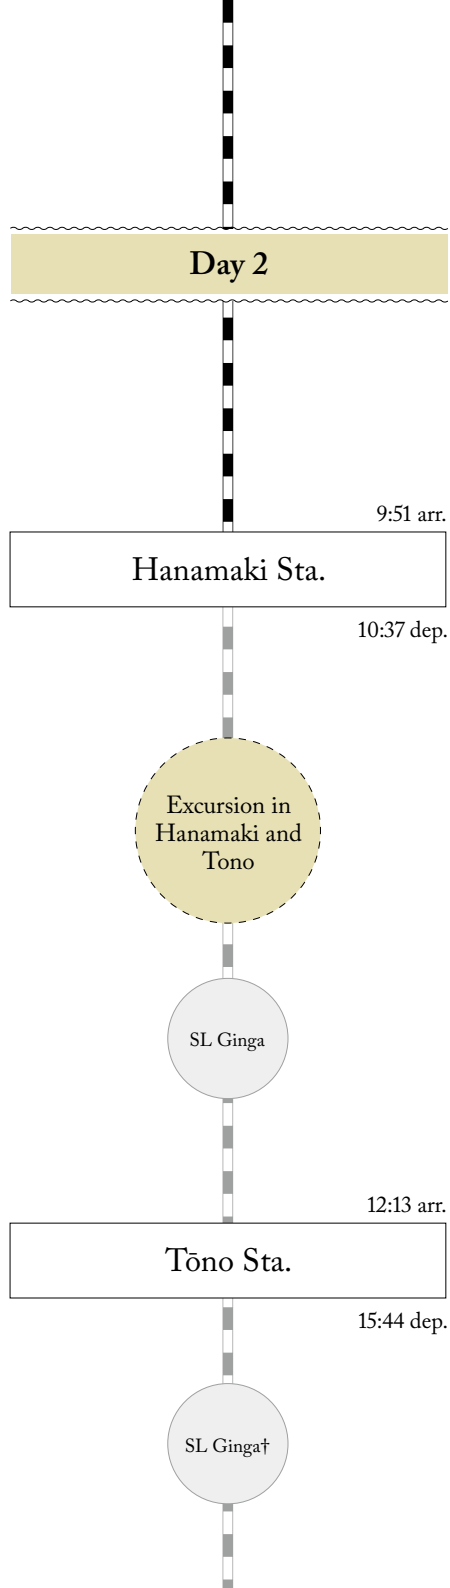 Day 2
9:51 arr.
Hanamaki Sta.
10:37 dep.
Excursion in
Hanamaki and
Tono
SL Ginga
12:13 arr.
Tōno Sta.
15:44 dep.
SL Ginga†